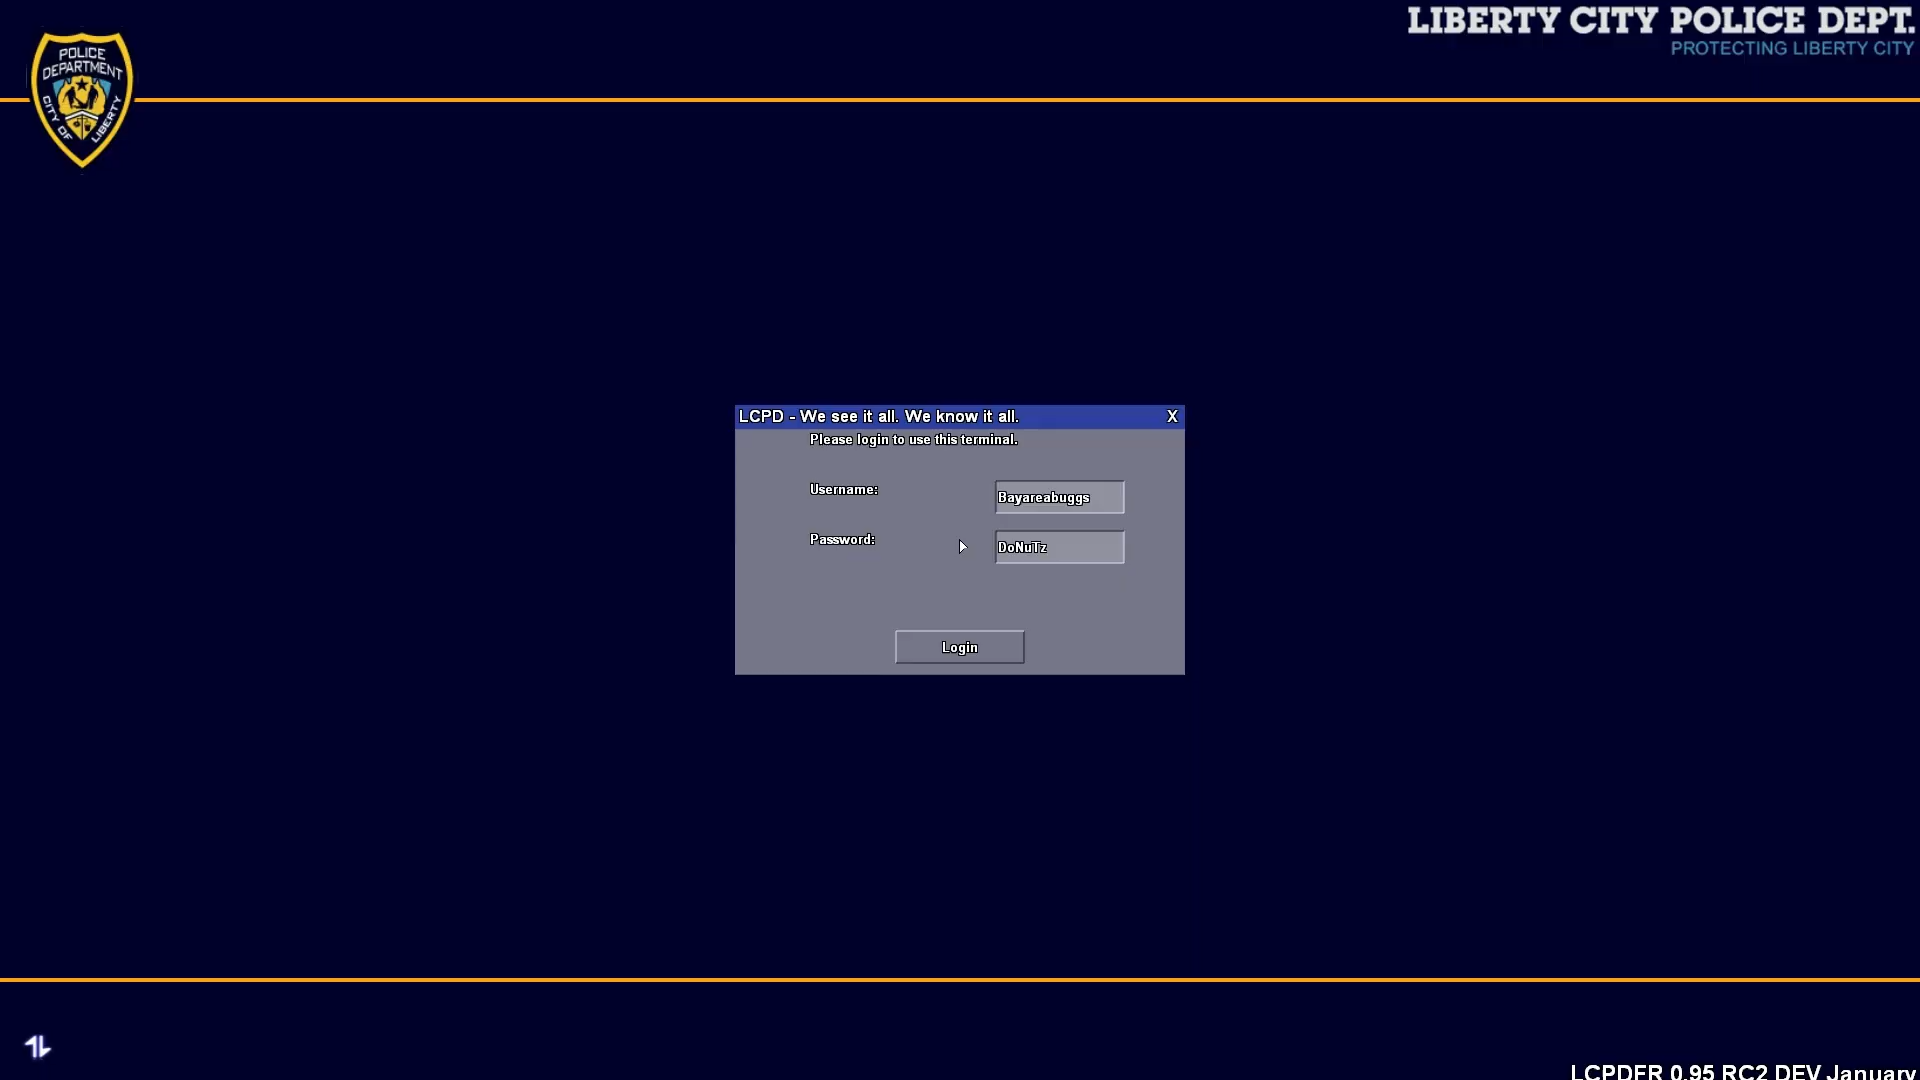 LIBERTY CITY POLICE DEPT.
PROTECTING LIBERTY CITY
POLICE
DEPARTMENT
CITY OF LIBERTY
LCPD - We see it all. We know it all. X
Please login to use this terminal.
Username: Bayareabuggs
Password: DoNuTz
Login
LCPDFR 0.95 RC2 DEV January